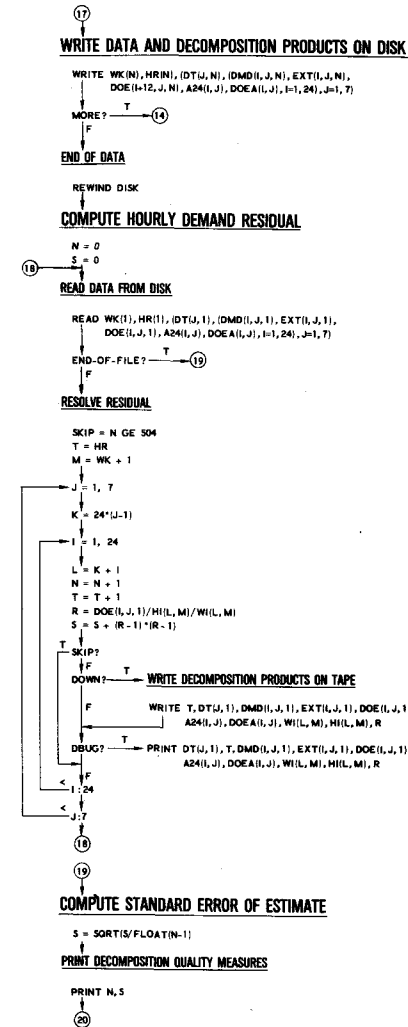 17
WRITE DATA AND DECOMPOSITION PRODUCTS ON DISK
WRITE WK(N), HR(N), (DT(J, N), (DMD(I, J, N), EXT(I, J, N),
DOE(I+12, J, N), A24(I, J), DOEA(I, J), I=1, 24), J=1, 7)
MORE? T 14
F
END OF DATA
REWIND DISK
COMPUTE HOURLY DEMAND RESIDUAL
N = 0
S = 0
18
READ DATA FROM DISK
READ WK(1), HR(1), (DT(J, 1), (DMD(I, J, 1), EXT(I, J, 1),
DOE(I, J, 1), A24(I, J), DOEA(I, J), I=1, 24), J=1, 7)
END-OF-FILE? T 19
F
RESOLVE RESIDUAL
SKIP = N GE 504
T = HR
M = WK + 1
J = 1, 7
K = 24*(J-1)
I = 1, 24
L = K + I
N = N + 1
T = T + 1
R = DOE(I, J, 1)/HI(L, M)/WI(L, M)
S = S + (R-1)*(R-1)
T SKIP?
F
DOWN? T WRITE DECOMPOSITION PRODUCTS ON TAPE
F WRITE T, DT(J, 1), DMD(I, J, 1), EXT(I, J, 1), DOE(I, J, 1
A24(I, J), DOEA(I, J), WI(L, M), HI(L, M), R
DBUG? T PRINT DT(J, 1), T, DMD(I, J, 1), EXT(I, J, 1), DOE(I, J, 1)
A24(I, J), DOEA(I, J), WI(L, M), HI(L, M), R
F
< I:24
< J:7
18
19
COMPUTE STANDARD ERROR OF ESTIMATE
S = SQRT(S/FLOAT(N-1)
PRINT DECOMPOSITION QUALITY MEASURES
PRINT N, S
20